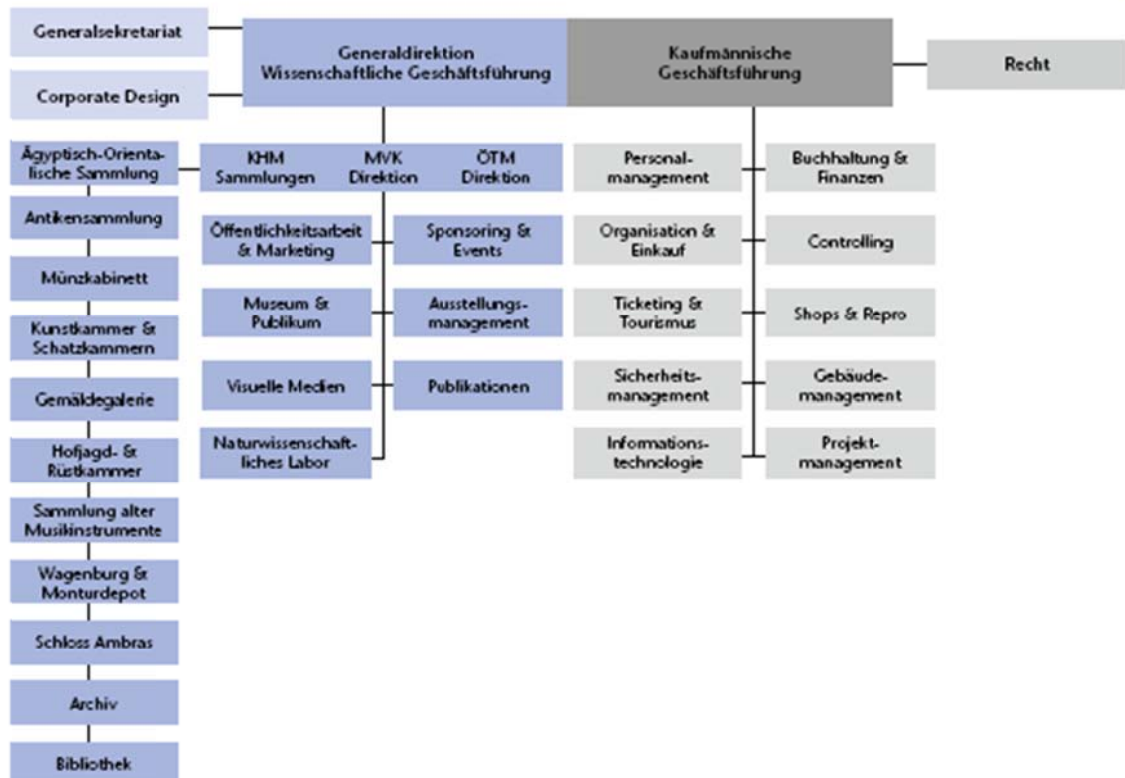 Generalsekretariat
Corporate Design
Generaldirektion
Wissenschaftliche Geschäftsführung
Kaufmännische
Geschäftsführung
Recht
Ägyptisch-Orienta-
lische Sammlung
KHM
Sammlungen
MVK
Direktion
ÖTM
Direktion
Antikensammlung
Münzkabinett
Kunstkammer &
Schatzkammern
Gemäldegalerie
Hofjagd- &
Rüstkammer
Sammlung alter
Musikinstrumente
Wagenburg &
Monturdepot
Schloss Ambras
Archiv
Bibliothek
Öffentlichkeitsarbeit
& Marketing
Sponsoring &
Events
Museum &
Publikum
Ausstellungs-
management
Visuelle Medien
Publikationen
Naturwissenschaft-
liches Labor
Personal-
management
Buchhaltung &
Finanzen
Organisation &
Einkauf
Controlling
Ticketing &
Tourismus
Shops & Repro
Sicherheits-
management
Gebäude-
management
Informations-
technologie
Projekt-
management